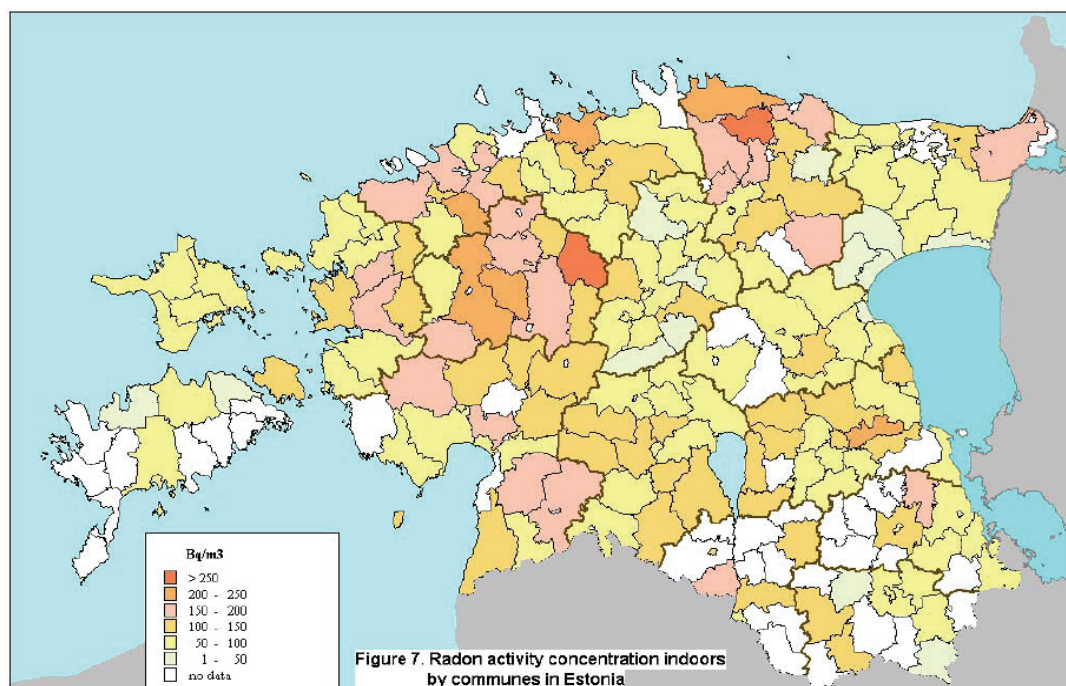 Bq/m3
> 250
200 - 250
150 - 200
100 - 150
50 - 100
1 - 50
no data
Figure 7. Radon activity concentration indoors
by communes in Estonia